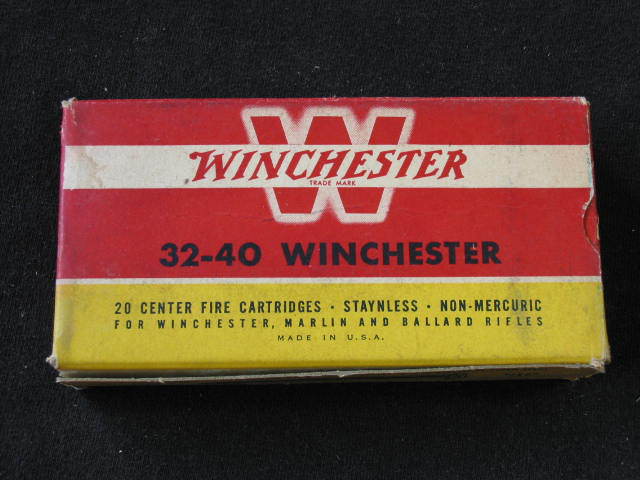 W
WINCHESTER
TRADE MARK
32-40 WINCHESTER
20 CENTER FIRE CARTRIDGES · STAYNLESS · NON-MERCURIC
FOR WINCHESTER, MARLIN AND BALLARD RIFLES
MADE IN U.S.A.